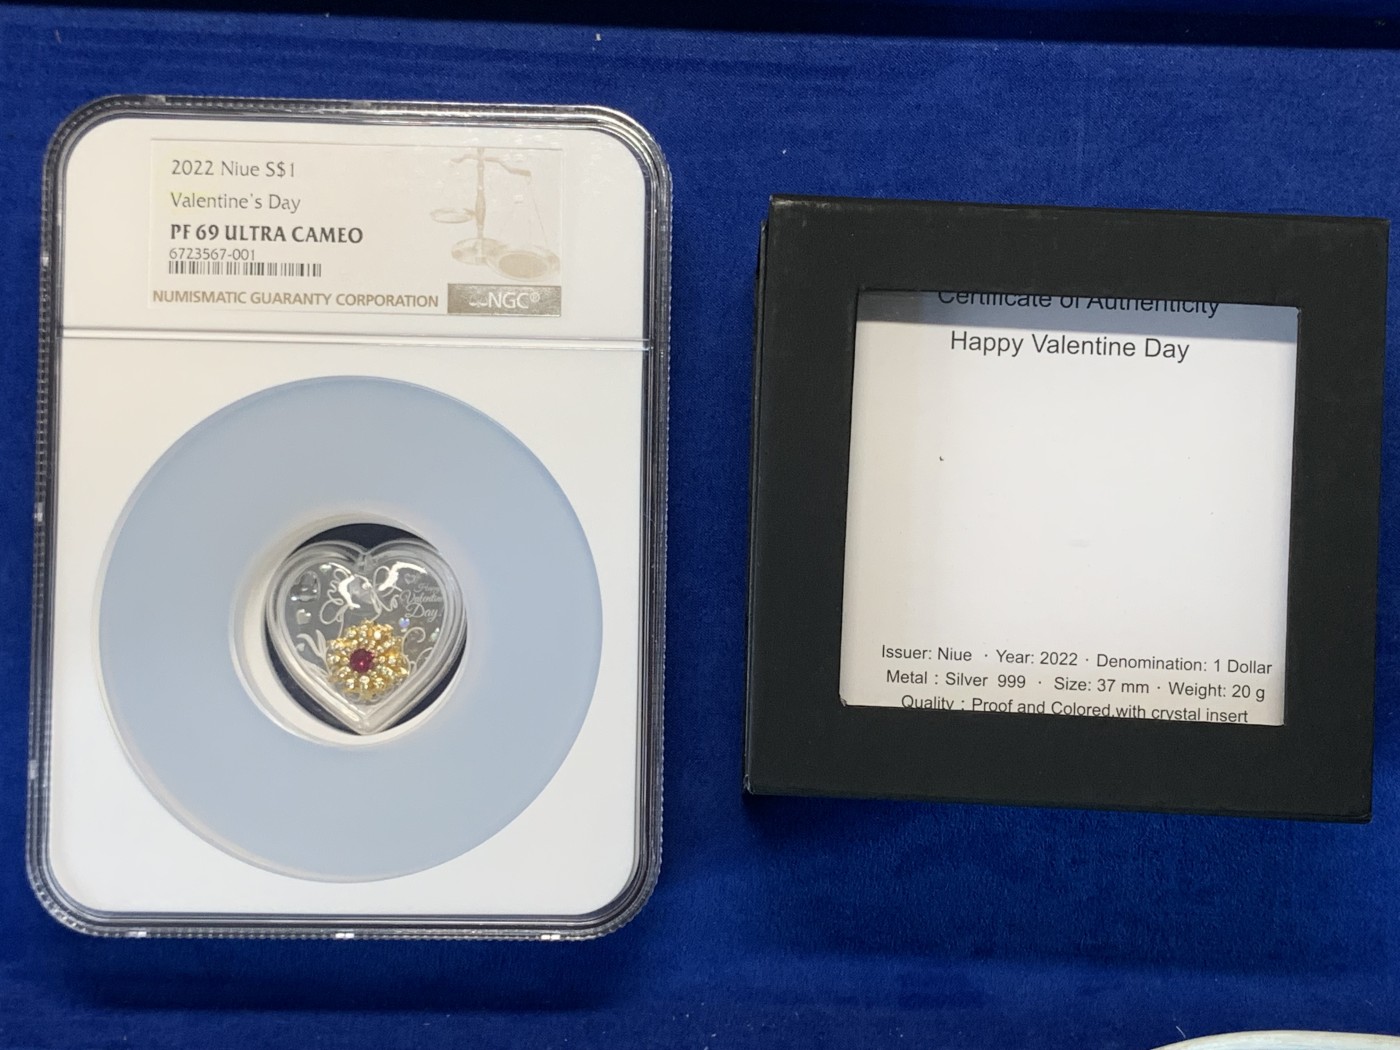 2022 Niue S$1
Valentine's Day
PF 69 ULTRA CAMEO
6723567-001
NUMISMATIC GUARANTY CORPORATION
NGC®
Happy
Valentine
Day!
Certificate of Authenticity
Happy Valentine Day
Issuer: Niue · Year: 2022 · Denomination: 1 Dollar
Metal : Silver 999 · Size: 37 mm · Weight: 20 g
Quality : Proof and Colored,with crystal insert